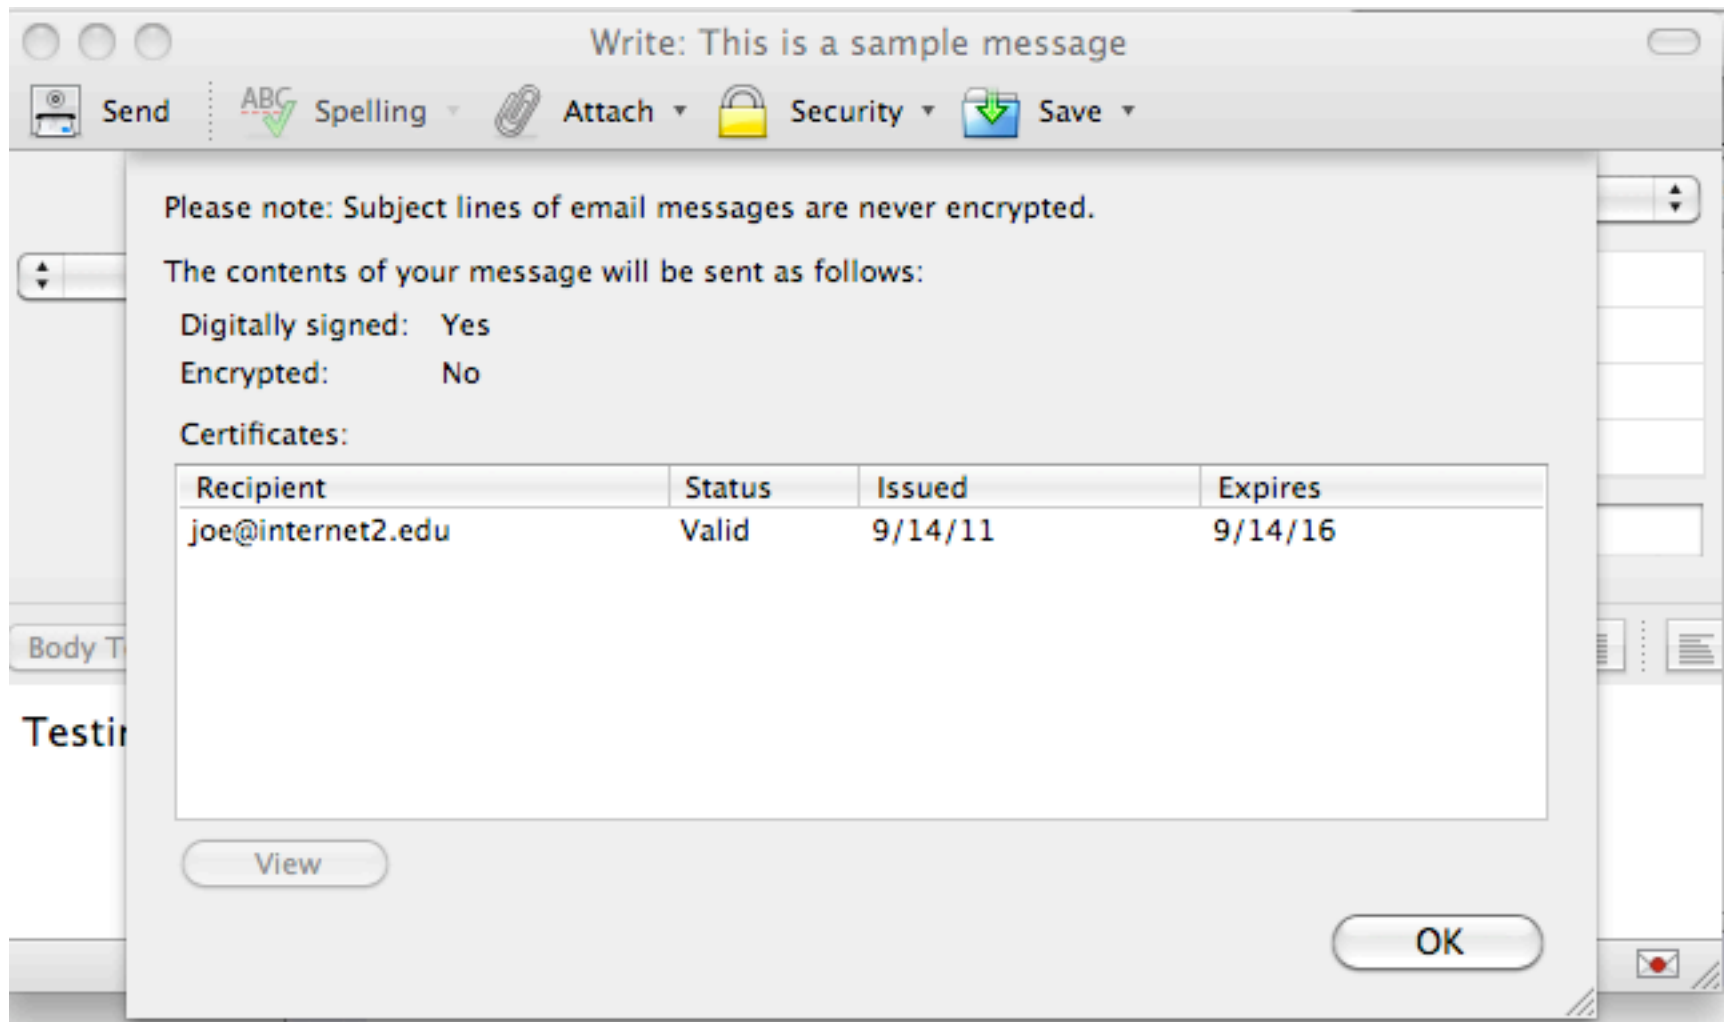 Write: This is a sample message
Send ABC Spelling Attach Security Save
Please note: Subject lines of email messages are never encrypted.
The contents of your message will be sent as follows:
Digitally signed: Yes
Encrypted: No
Certificates:
Recipient Status Issued Expires
joe@internet2.edu Valid 9/14/11 9/14/16
Body
View
OK